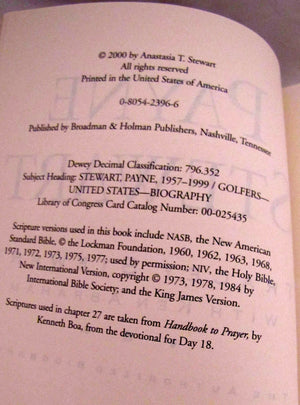 © 2000 by Anastasia T. Stewart
All rights reserved
Printed in the United States of America
0-8054-2396-6
Published by Broadman & Holman Publishers, Nashville, Tennessee
Dewey Decimal Classification: 796.352
Subject Heading: STEWART, PAYNE, 1957–1999 / GOLFERS—
UNITED STATES—BIOGRAPHY
Library of Congress Card Catalog Number: 00-025435
Scripture versions used in this book include NASB, the New American
Standard Bible, © the Lockman Foundation, 1960, 1962, 1963, 1968,
1971, 1972, 1973, 1975, 1977; used by permission; NIV, the Holy Bible,
New International Version, copyright © 1973, 1978, 1984 by
International Bible Society; and the King James Version.
Scriptures used in chapter 27 are taken from Handbook to Prayer, by
Kenneth Boa, from the devotional for Day 18.